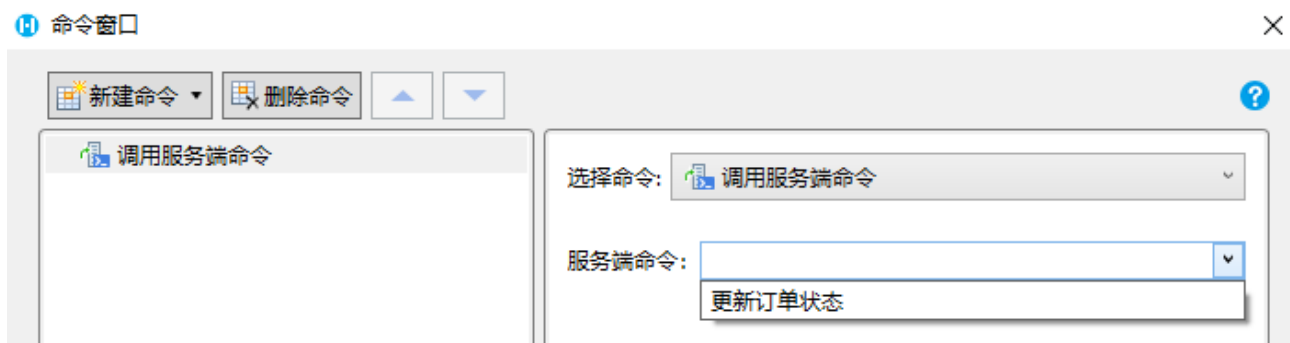 命令窗口
新建命令 删除命令
调用服务端命令
选择命令: 调用服务端命令
服务端命令:
更新订单状态